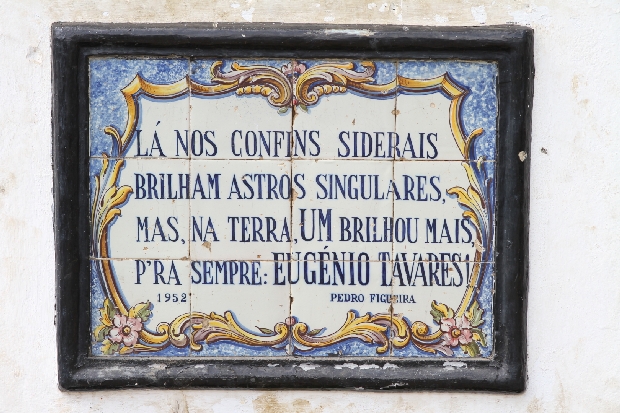 LÁ NOS CONFINS SIDERAIS
BRILHAM ASTROS SINGULARES,
MAS, NA TERRA, UM BRILHOU MAIS,
P'RA SEMPRE: EUGÉNIO TAVARES!
1952 PEDRO FIGUEIRA